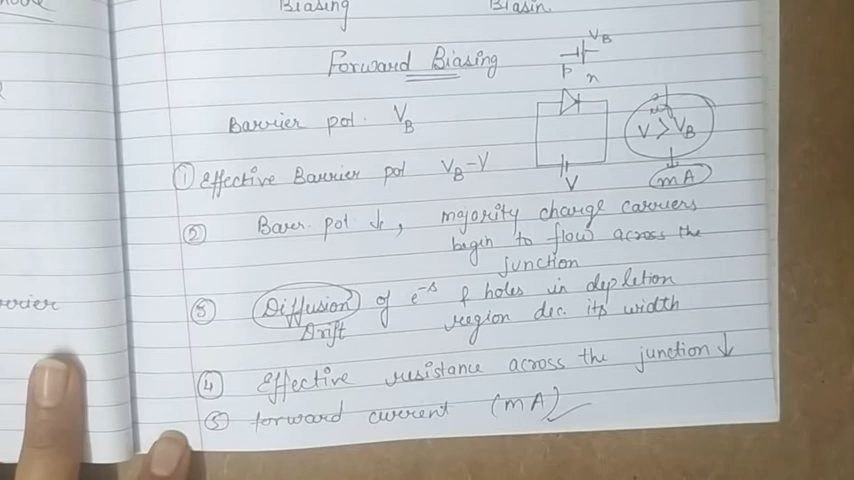 Biasing Biasin
Forward Biasing
VB
p n
Barrier pot. VB
V > VB
V
mA
① Effective Barrier pot VB-V
② Barr. pot ↓, majority charge carriers
begin to flow across the
junction
③ Diffusion of e-s & holes in depletion
Drift region dec. its width
④ Effective resistance across the junction ↓
⑤ forward current (mA)